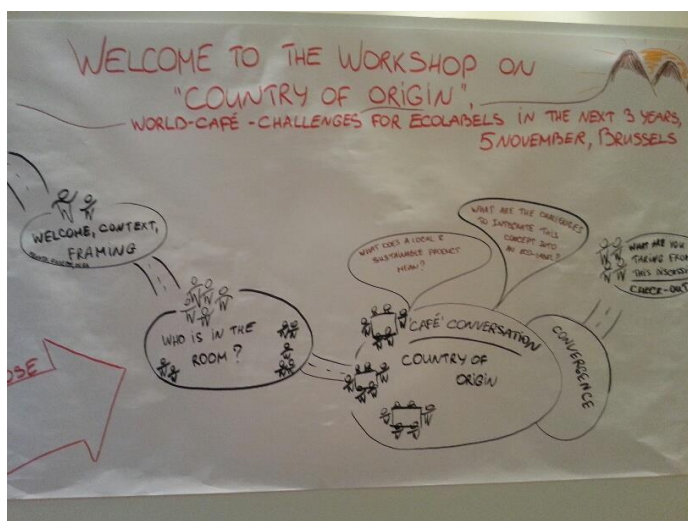 WELCOME TO THE WORKSHOP ON
"COUNTRY OF ORIGIN",
WORLD-CAFÉ - CHALLENGES FOR ECOLABELS IN THE NEXT 3 YEARS,
5 NOVEMBER, BRUSSELS
WELCOME, CONTEXT,
FRAMING
WHO IS IN THE
ROOM?
WHAT DOES A LOCAL &
SUSTAINABLE PRODUCT
MEAN?
WHAT ARE THE CHALLENGES
TO INTEGRATE THIS
CONCEPT INTO
AN ECO-LABEL?
'CAFÉ' CONVERSATION
COUNTRY OF
ORIGIN
CONVERGENCE
WHAT ARE YOU
TAKING FROM
THIS DISCUSS
CHECK-OUT
OSE